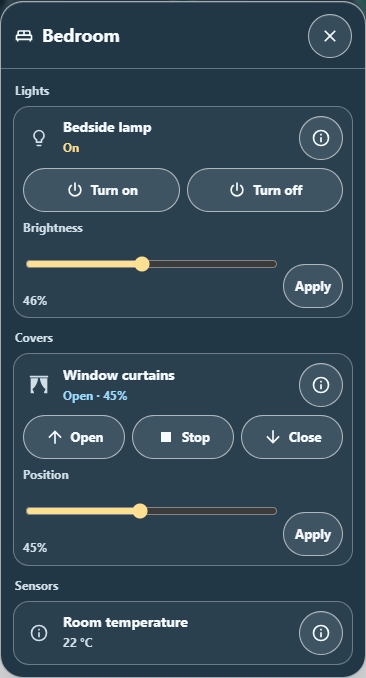 Bedroom
Lights
Bedside lamp
On
Turn on
Turn off
Brightness
Apply
46%
Covers
Window curtains
Open · 45%
Open
Stop
Close
Position
Apply
45%
Sensors
Room temperature
22 °C